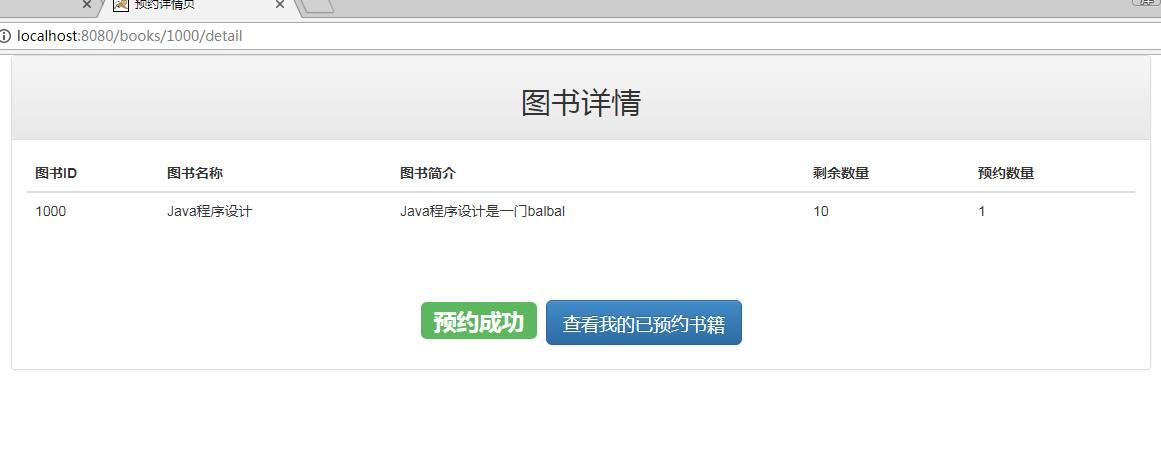 预约详情页
localhost:8080/books/1000/detail
图书详情
图书ID 图书名称 图书简介 剩余数量 预约数量
1000 Java程序设计 Java程序设计是一门balbal 10 1
预约成功 查看我的已预约书籍